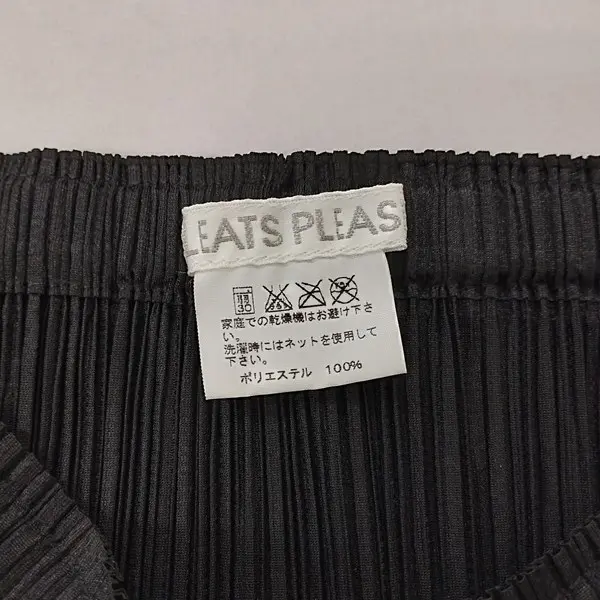 LEATS PLEAS
30
家庭での乾燥機はお避け下さ
い。
洗濯時にはネットを使用して
下さい。
ポリエステル 100%